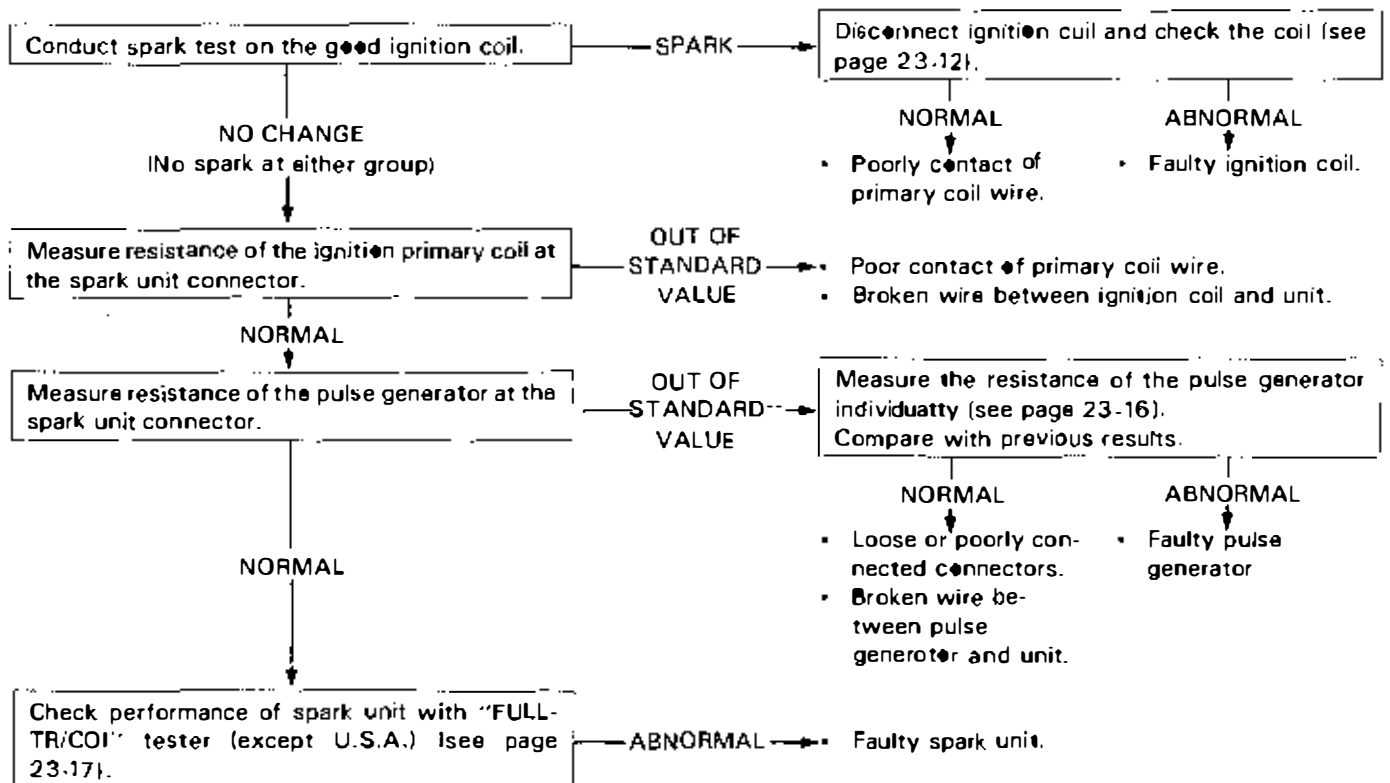 Conduct spark test on the good ignition coil.
SPARK
Disconnect ignition cuil and check the coil (see
page 23-12).
NO CHANGE
(No spark at either group)
NORMAL
ABNORMAL
• Poorly contact of
primary coil wire.
• Faulty ignition coil.
Measure resistance of the ignition primary coil at
the spark unit connector.
OUT OF
STANDARD
VALUE
• Poor contact of primary coil wire.
• Broken wire between ignition coil and unit.
NORMAL
Measure resistance of the pulse generator at the
spark unit connector.
OUT OF
STANDARD
VALUE
Measure the resistance of the pulse generator
individuatty (see page 23-16).
Compare with previous results.
NORMAL
ABNORMAL
• Loose or poorly con-
nected connectors.
• Broken wire be-
tween pulse
generotor and unit.
• Faulty pulse
generator
NORMAL
Check performance of spark unit with "FULL-
TR/CDI" tester (except U.S.A.) (see page
23-17).
ABNORMAL
• Faulty spark unit.